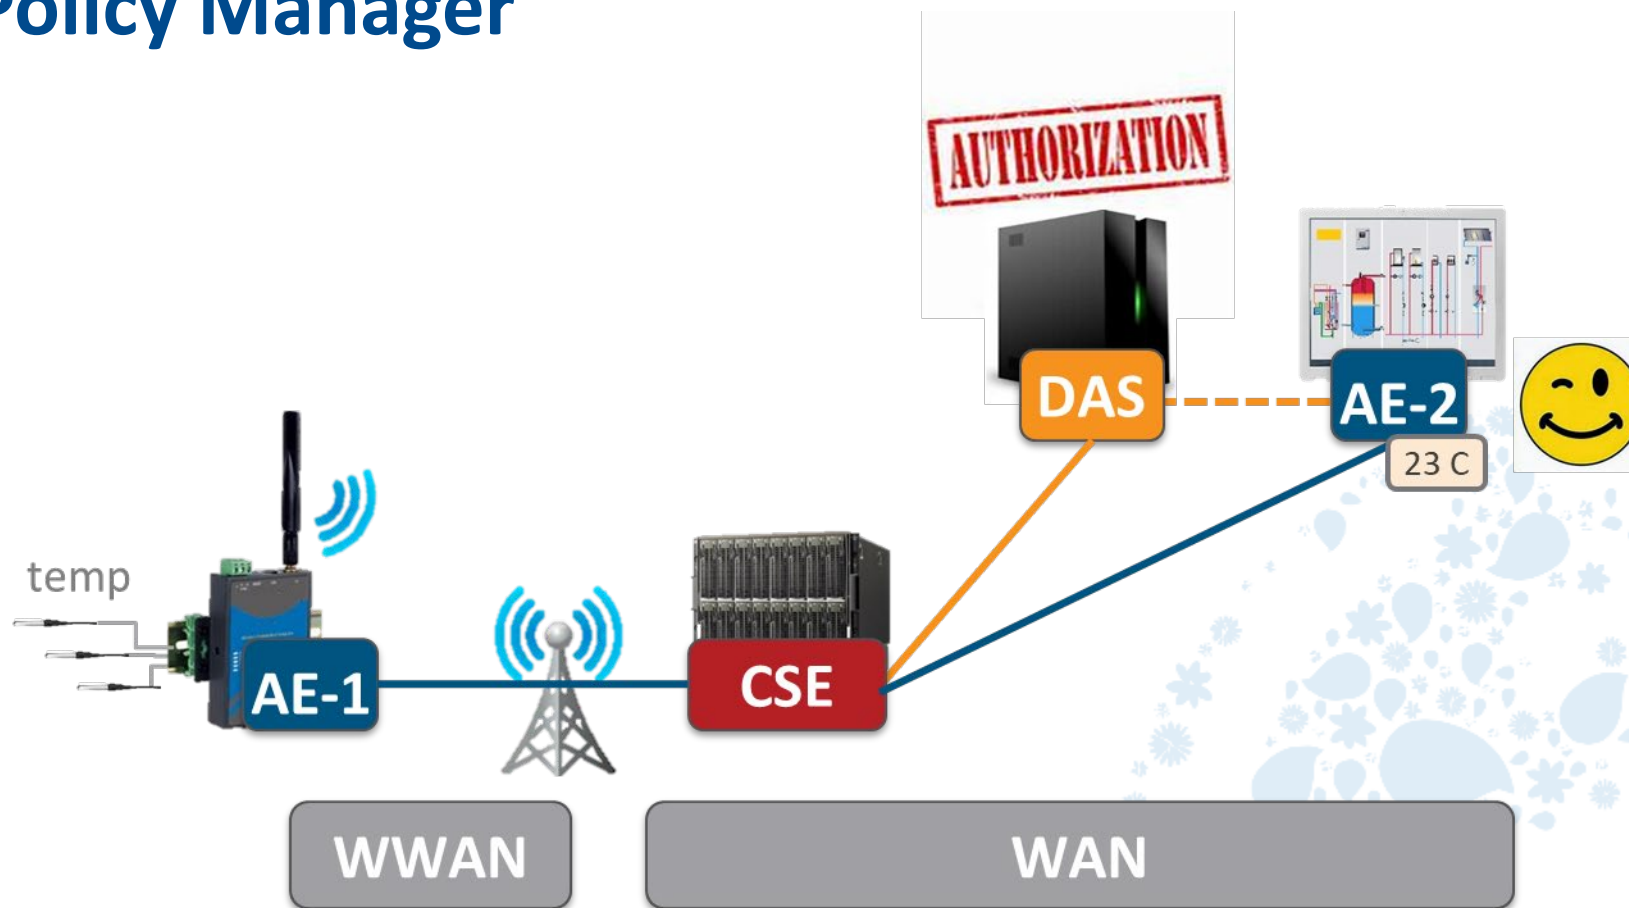 Policy Manager
AUTHORIZATION
DAS
AE-2
23 C
temp
AE-1
CSE
WWAN
WAN